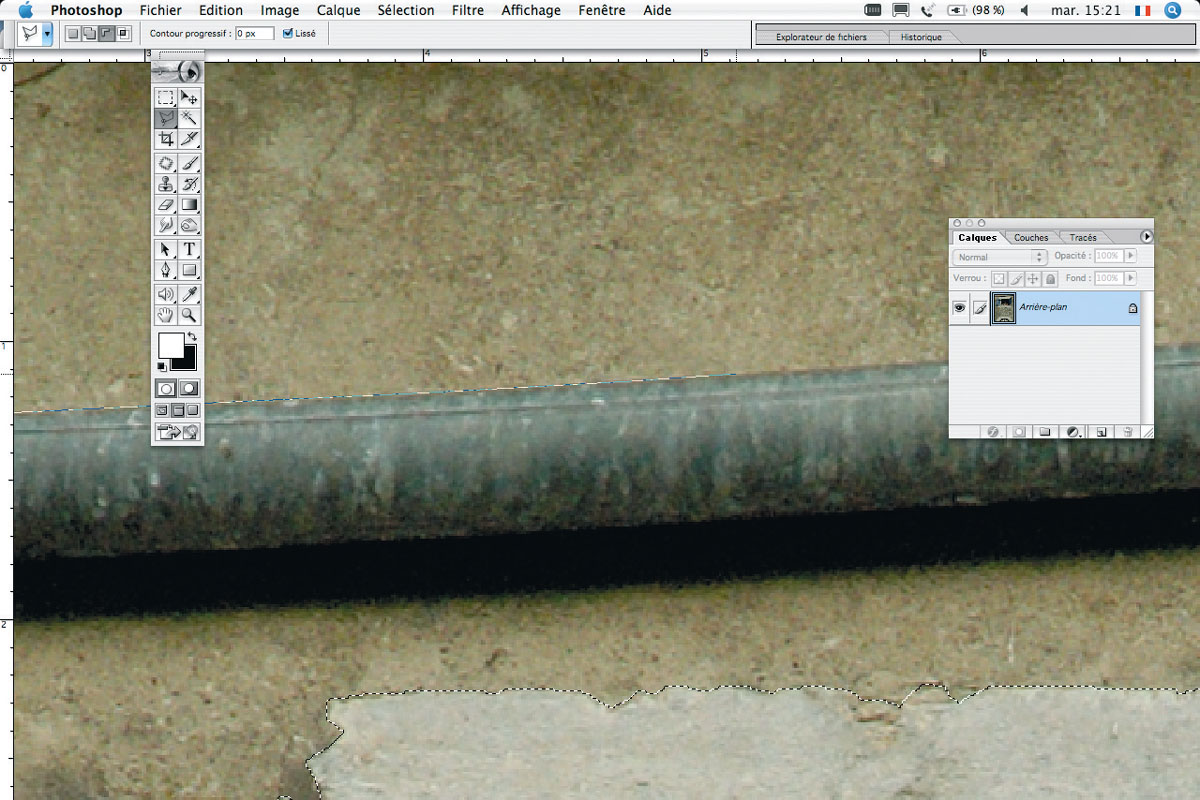 Photoshop Fichier Edition Image Calque Sélection Filtre Affichage Fenêtre Aide (98 %) mar. 15:21
Contour progressif : 0 px Lissé Explorateur de fichiers Historique
3 4 5 6
0
1
2
T
Calques Couches Tracés
Normal Opacité : 100%
Verrou : Fond : 100%
Arrière-plan